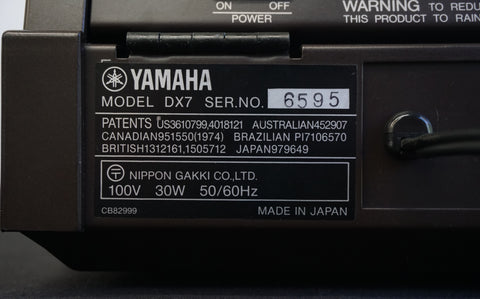 ON OFF
POWER
WARNING TO REDU
THIS PRODUCT TO RAIN
YAMAHA
MODEL DX7 SER.NO. 6595
PATENTS US3610799,4018121 AUSTRALIAN452907
CANADIAN951550(1974) BRAZILIAN PI7106570
BRITISH1312161,1505712 JAPAN979649
NIPPON GAKKI CO.,LTD.
100V 30W 50/60Hz
CB82999 MADE IN JAPAN